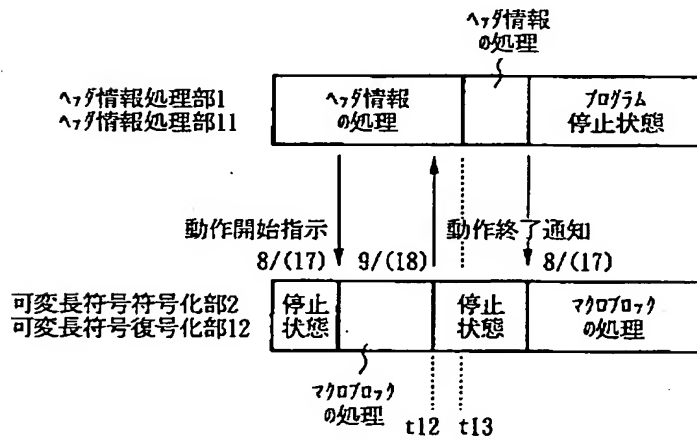 ヘッダ情報
の処理
ヘッダ情報処理部1
ヘッダ情報処理部11
ヘッダ情報
の処理
プログラム
停止状態
動作開始指示
動作終了通知
8/(17)
9/(18)
8/(17)
可変長符号符号化部2
可変長符号復号化部12
停止
状態
停止
状態
マクロブロック
の処理
マクロブロック
の処理
t12
t13